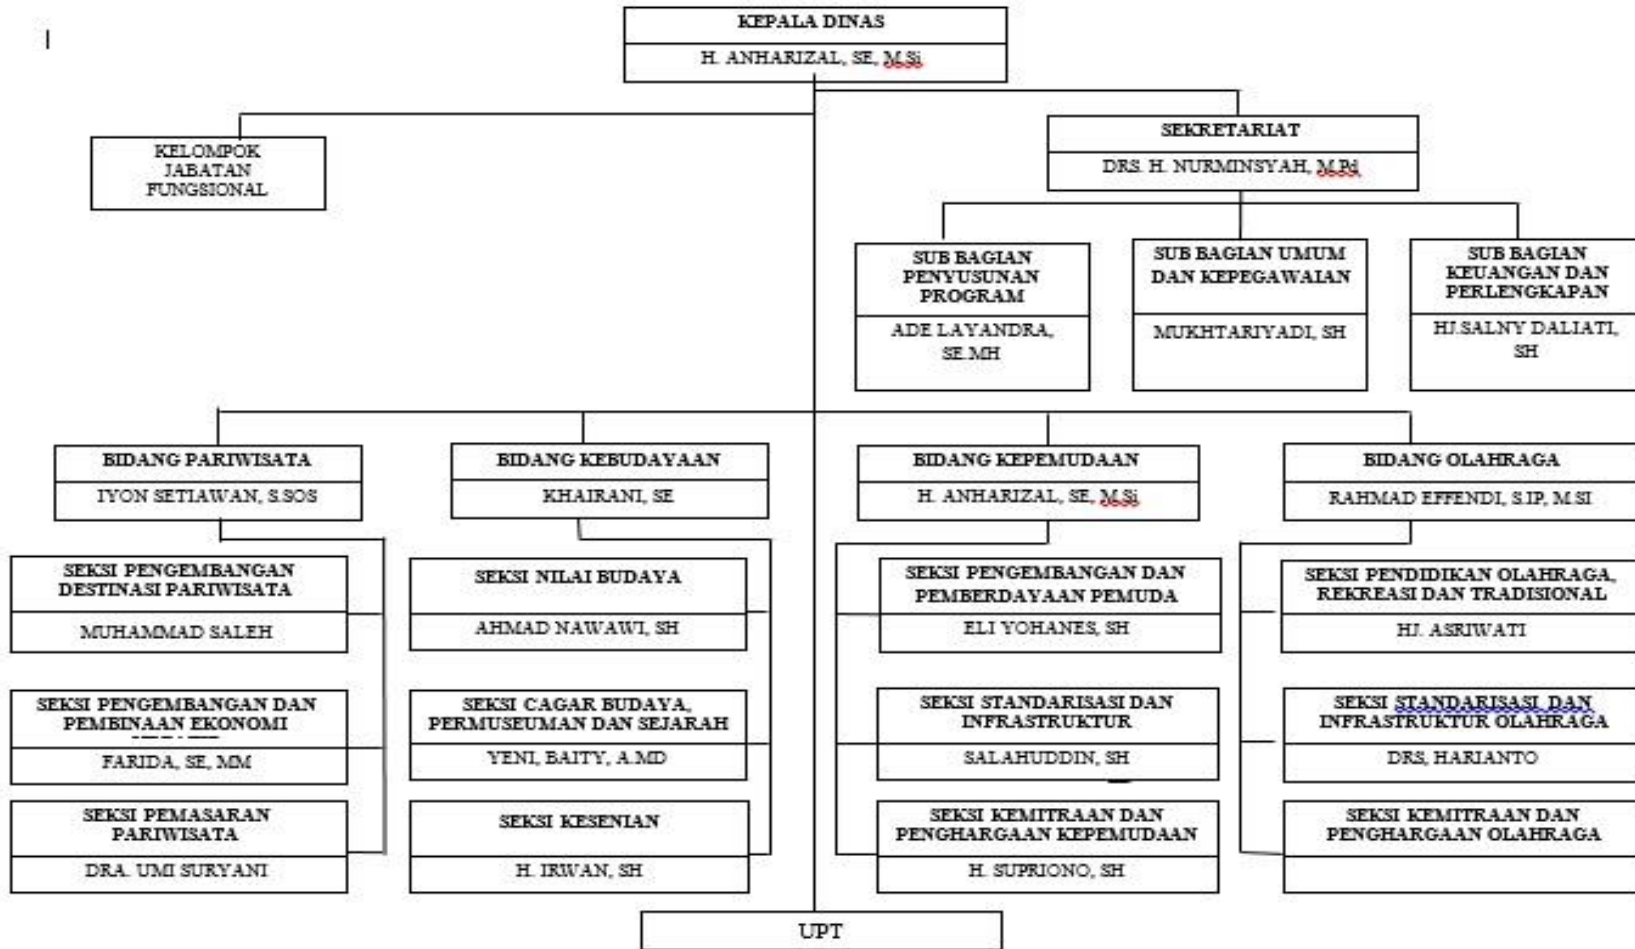 KEPALA DINAS
H. ANHARIZAL, SE, M.Si
KELOMPOK
JABATAN
FUNGSIONAL
SEKRETARIAT
DRS. H. NURMINSYAH, M.Pd
SUB BAGIAN
PENYUSUNAN
PROGRAM
ADE LAYANDRA,
SE.MH
SUB BAGIAN UMUM
DAN KEPEGAWAIAN
MUKHTARIYADI, SH
SUB BAGIAN
KEUANGAN DAN
PERLENGKAPAN
HJ.SALNY DALIATI,
SH
BIDANG PARIWISATA
IYON SETIAWAN, S.SOS
SEKSI PENGEMBANGAN
DESTINASI PARIWISATA
MUHAMMAD SALEH
SEKSI PENGEMBANGAN DAN
PEMBINAAN EKONOMI
FARIDA, SE, MM
SEKSI PEMASARAN
PARIWISATA
DRA. UMI SURYANI
BIDANG KEBUDAYAAN
KHAIRANI, SE
SEKSI NILAI BUDAYA
AHMAD NAWAWI, SH
SEKSI CAGAR BUDAYA,
PERMUSEUMAN DAN SEJARAH
YENI, BAITY, A.MD
SEKSI KESENIAN
H. IRWAN, SH
BIDANG KEPEMUDAAN
H. ANHARIZAL, SE, M.Si
SEKSI PENGEMBANGAN DAN
PEMBERDAYAAN PEMUDA
ELI YOHANES, SH
SEKSI STANDARISASI DAN
INFRASTRUKTUR
SALAHUDDIN, SH
SEKSI KEMITRAAN DAN
PENGHARGAAN KEPEMUDAAN
H. SUPRIONO, SH
BIDANG OLAHRAGA
RAHMAD EFFENDI, S.IP, M.SI
SEKSI PENDIDIKAN OLAHRAGA,
REKREASI DAN TRADISIONAL
HJ. ASRIWATI
SEKSI STANDARISASI DAN
INFRASTRUKTUR OLAHRAGA
DRS, HARIANTO
SEKSI KEMITRAAN DAN
PENGHARGAAN OLAHRAGA
UPT